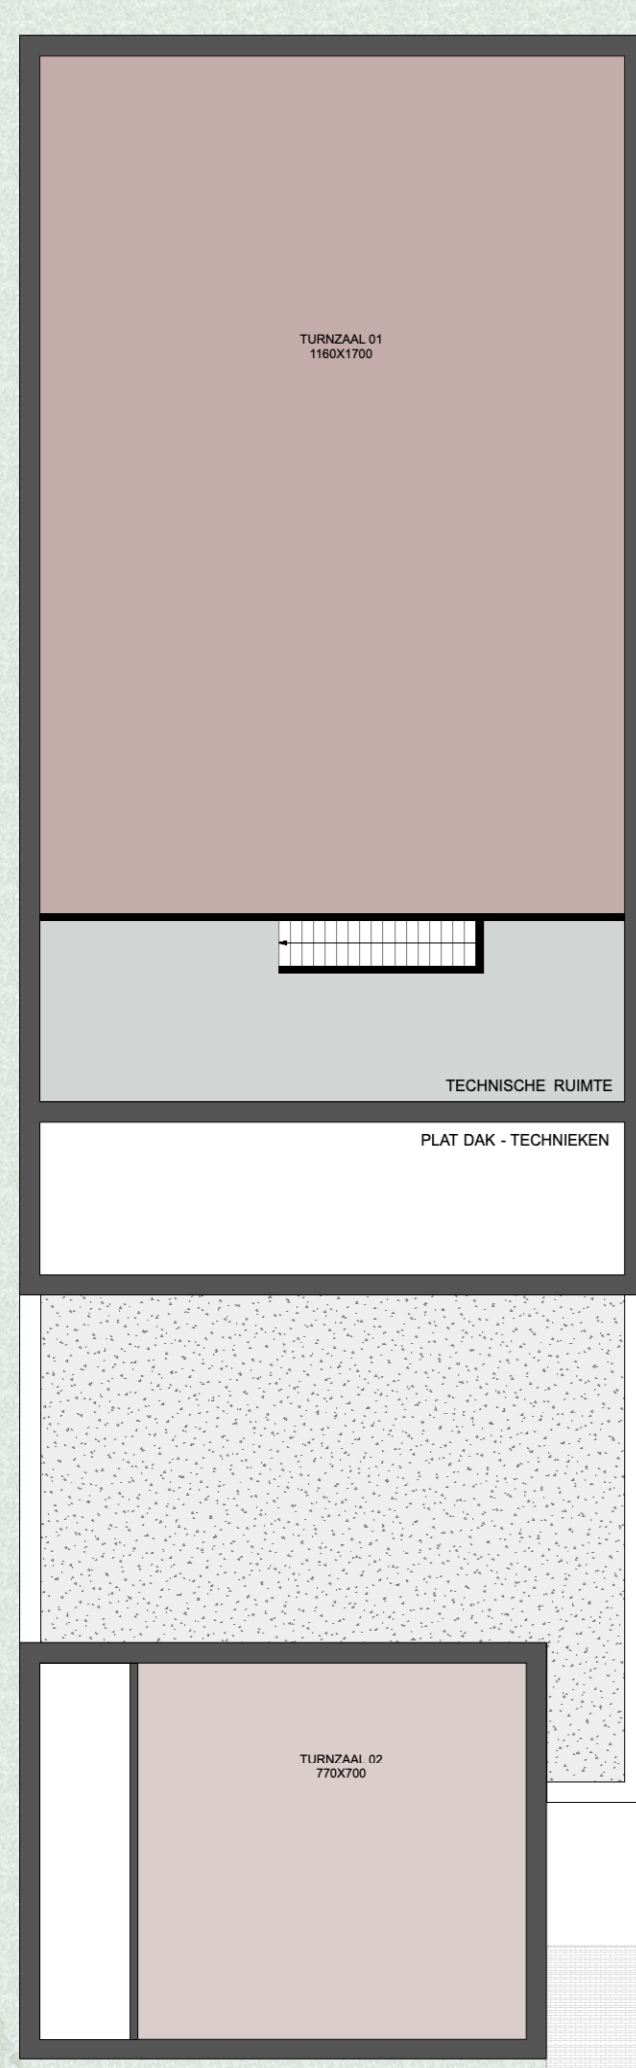 TURNZAAL 01
1160X1700
TECHNISCHE RUIMTE
PLAT DAK - TECHNIEKEN
TURNZAAL 02
770X700